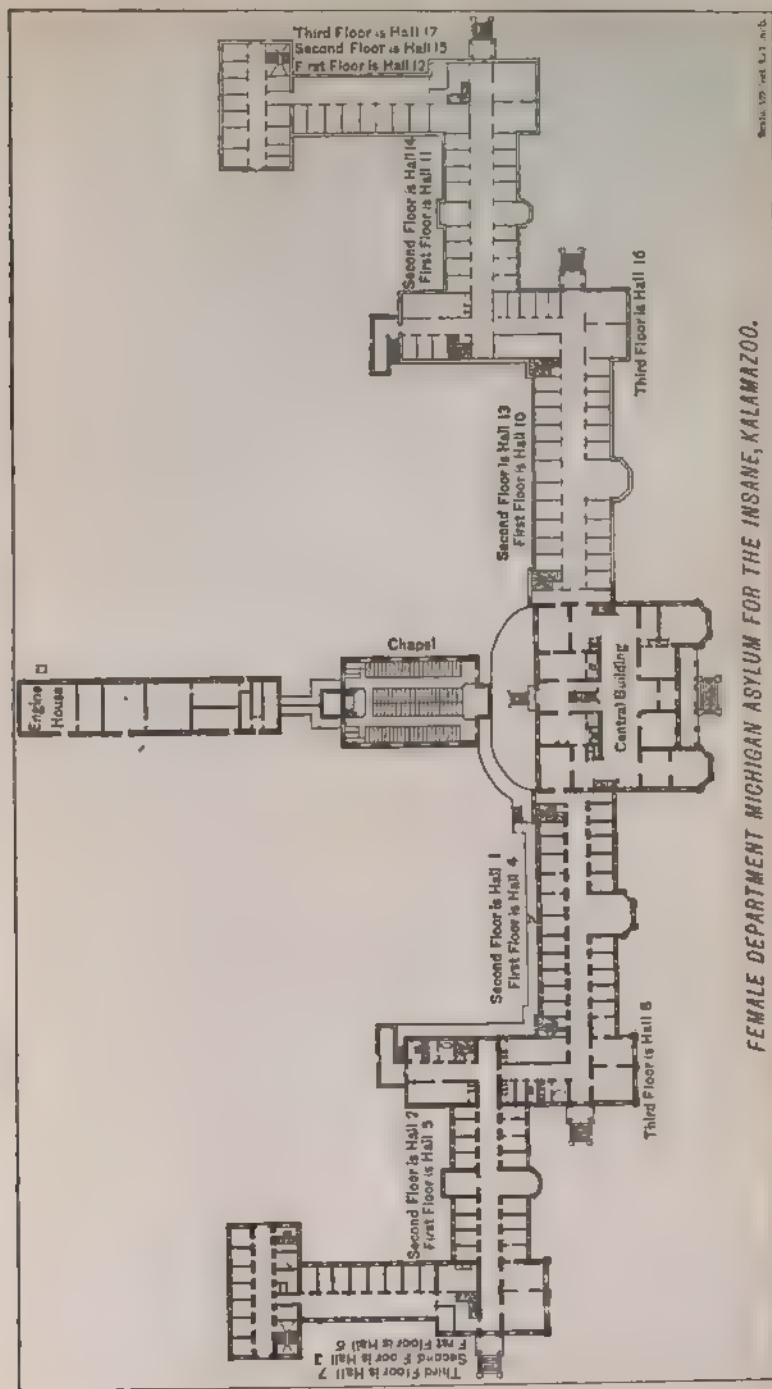 Third Floor is Hall 17
Second Floor is Hall 15
First Floor is Hall 12
Second Floor is Hall 14
First Floor is Hall 11
Third Floor is Hall 16
Second Floor is Hall 13
First Floor is Hall 10
Engine
House
Chapel
Central Building
Second Floor is Hall 1
First Floor is Hall 4
Third Floor is Hall 8
Second Floor is Hall 2
First Floor is Hall 5
Third Floor is Hall 7
Second Floor is Hall 3
First Floor is Hall 6
FEMALE DEPARTMENT MICHIGAN ASYLUM FOR THE INSANE, KALAMAZOO.